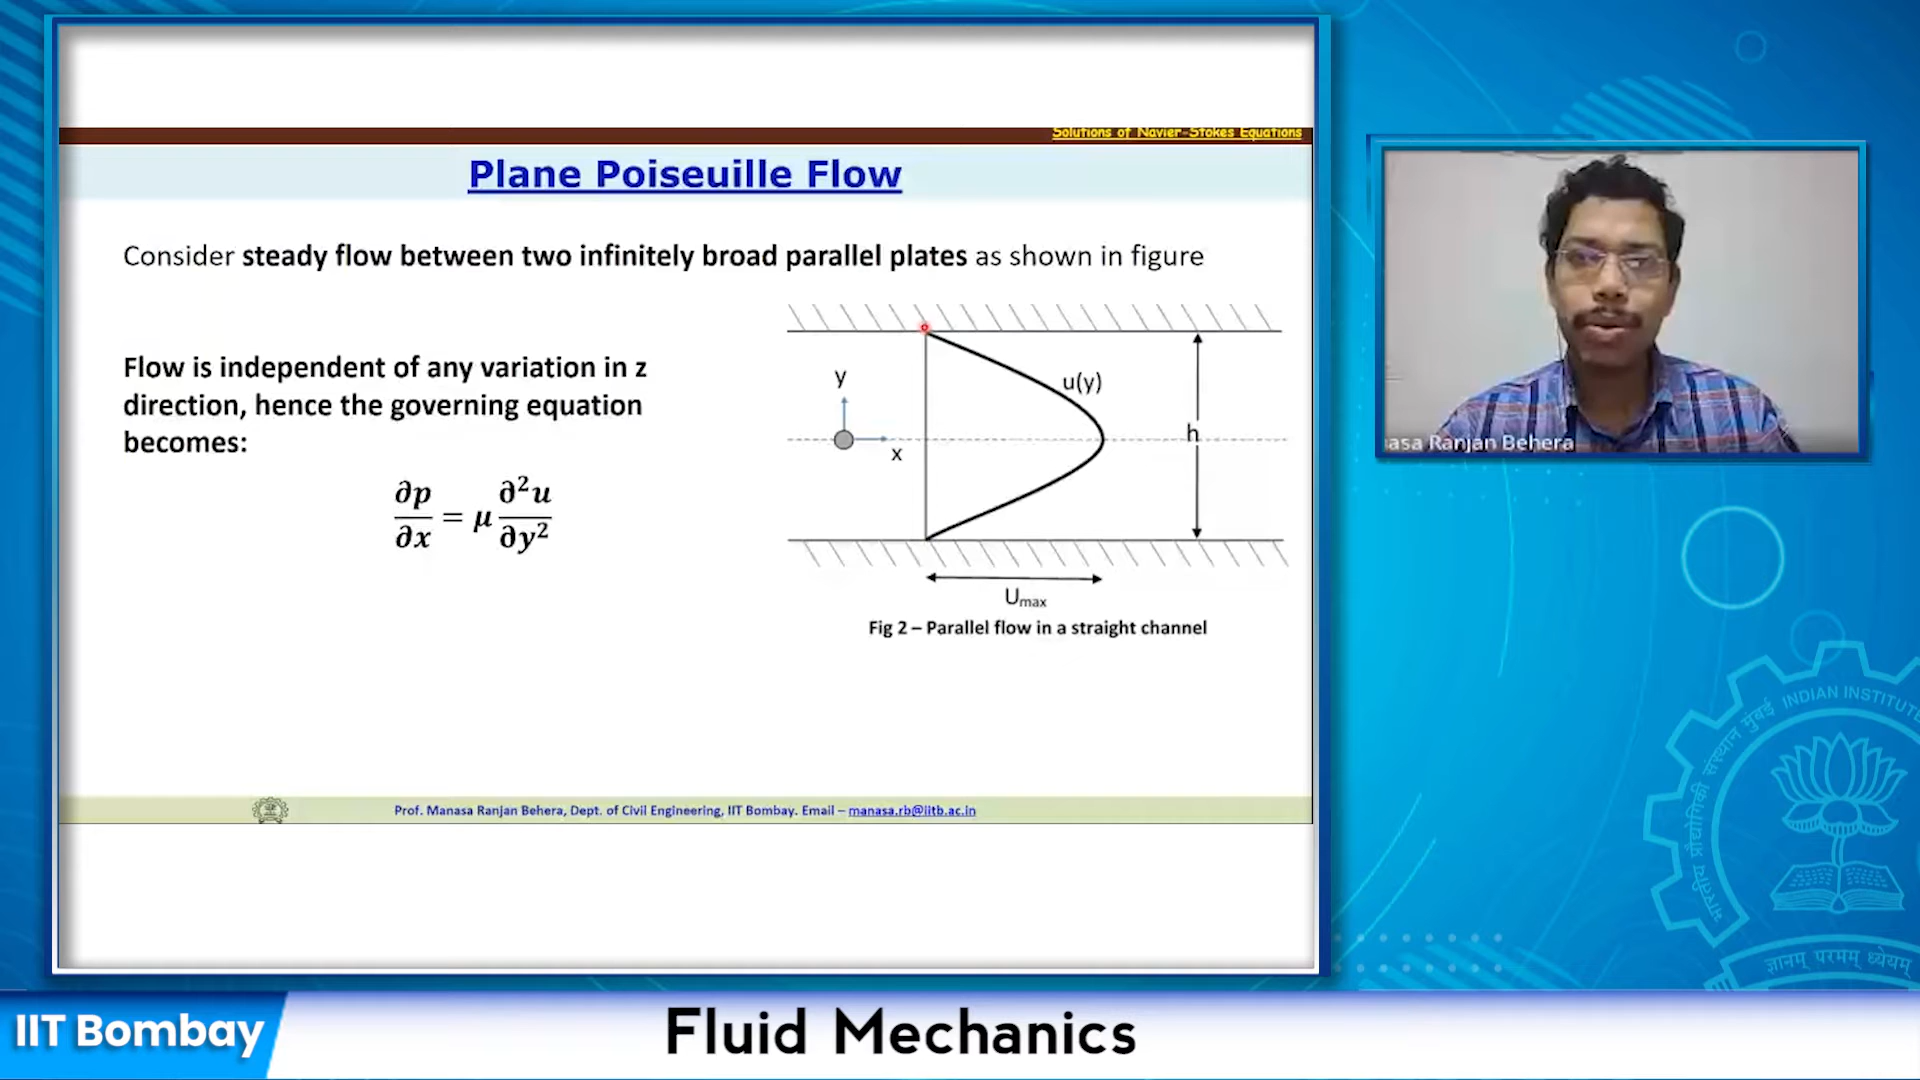 Solutions of Navier-Stokes Equations
Plane Poiseuille Flow
Consider steady flow between two infinitely broad parallel plates as shown in figure
Flow is independent of any variation in z
direction, hence the governing equation
becomes:
∂p/∂x = μ ∂²u/∂y²
y
x
u(y)
h
Umax
Fig 2 – Parallel flow in a straight channel
Prof. Manasa Ranjan Behera, Dept. of Civil Engineering, IIT Bombay. Email – manasa.rb@iitb.ac.in
asa Ranjan Behera
भारतीय प्रौद्योगिकी संस्थान मुंबई
INDIAN INSTITUTE
ज्ञानम् परमम् ध्येयम्
IIT Bombay
Fluid Mechanics